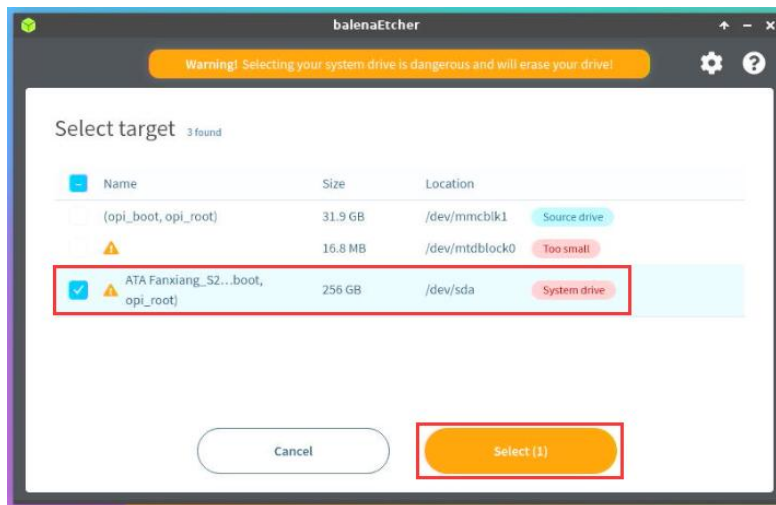 balenaEtcher
Warning! Selecting your system drive is dangerous and will erase your drive!
Select target 3 found
Name Size Location
(opi_boot, opi_root) 31.9 GB /dev/mmcblk1 Source drive
16.8 MB /dev/mtdblock0 Too small
ATA Fanxiang_S2...boot,
opi_root) 256 GB /dev/sda System drive
Cancel Select (1)